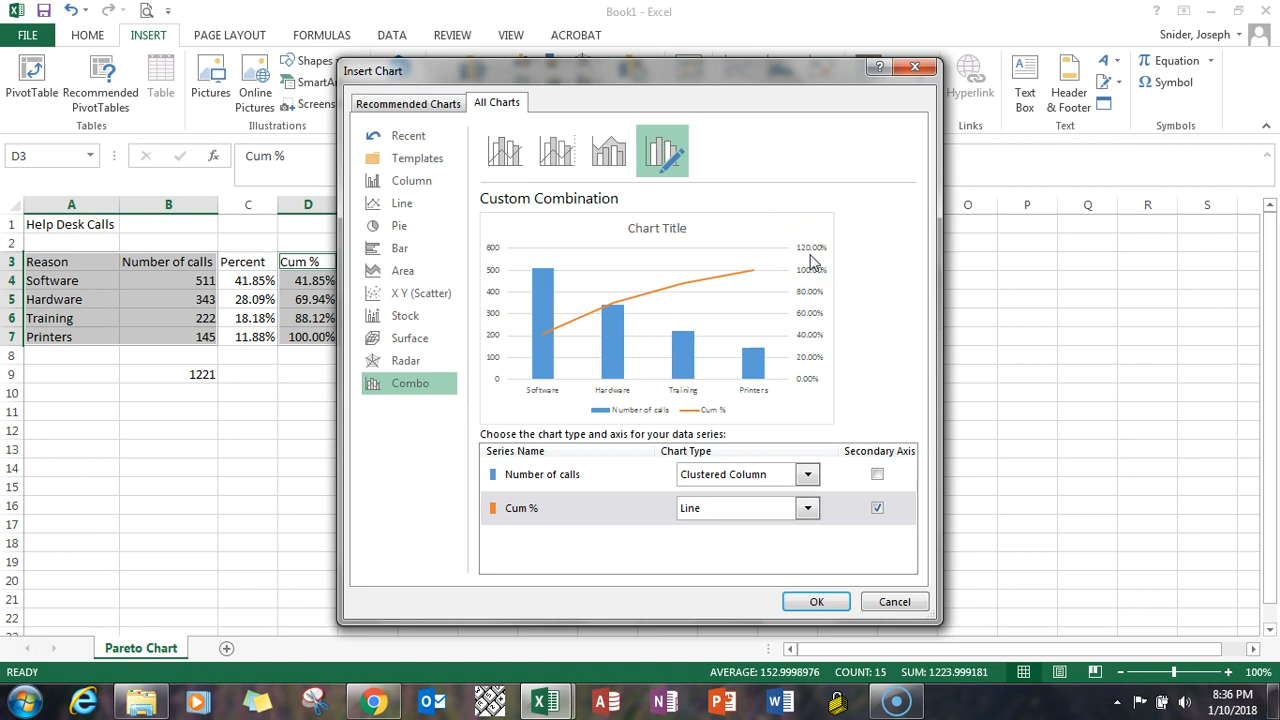 Book1 - Excel
FILE HOME INSERT PAGE LAYOUT FORMULAS DATA REVIEW VIEW ACROBAT Snider, Joseph
PivotTable Recommended PivotTables Table Pictures Online Pictures Shapes SmartA Screens Hyperlink Text Box Header & Footer Equation Symbol
Tables Illustrations Links Text Symbols
D3 Cum %
A B C D O P Q R S
1 Help Desk Calls
2
3 Reason Number of calls Percent Cum %
4 Software 511 41.85% 41.85%
5 Hardware 343 28.09% 69.94%
6 Training 222 18.18% 88.12%
7 Printers 145 11.88% 100.00%
8
9 1221
10
11
12
13
14
15
16
17
18
19
20
21
22
Insert Chart
Recommended Charts All Charts
Recent
Templates
Column
Line
Pie
Bar
Area
X Y (Scatter)
Stock
Surface
Radar
Combo
Custom Combination
Chart Title
600 120.00%
500 100.00%
400 80.00%
300 60.00%
200 40.00%
100 20.00%
0 0.00%
Software Hardware Training Printers
Number of calls Cum %
Choose the chart type and axis for your data series:
Series Name Chart Type Secondary Axis
Number of calls Clustered Column
Cum % Line
OK Cancel
Pareto Chart
READY AVERAGE: 152.9998976 COUNT: 15 SUM: 1223.999181 100%
8:36 PM
1/10/2018